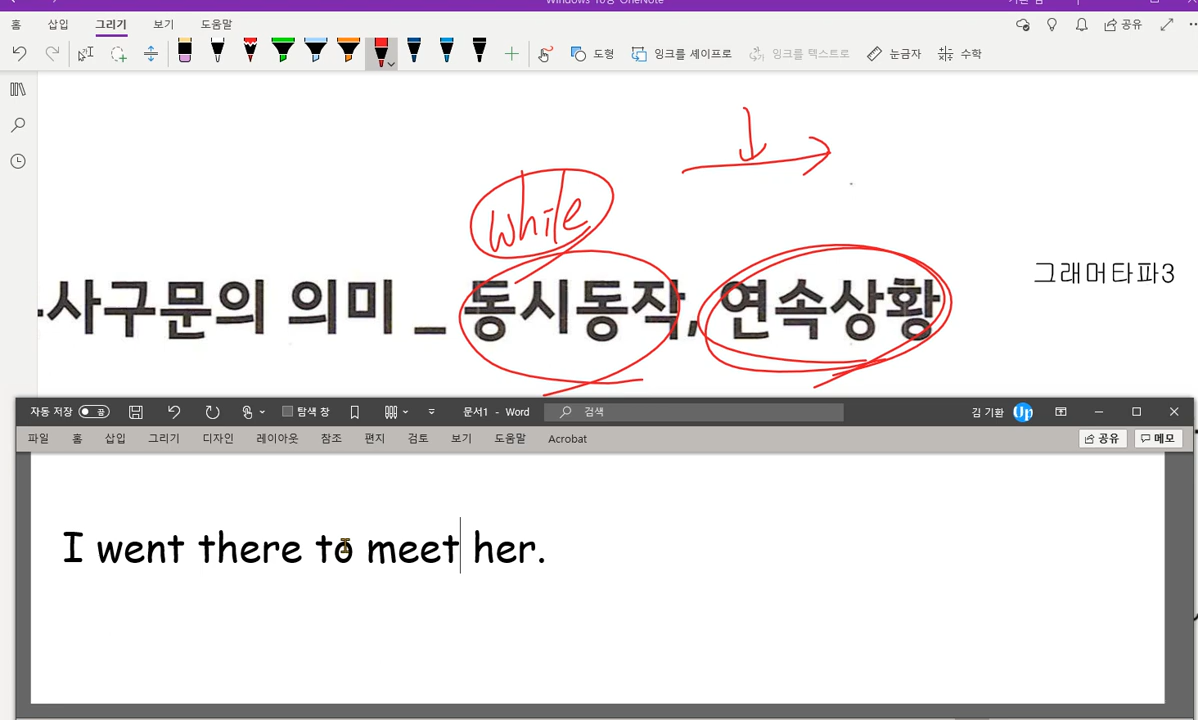 Windows 10용 OneNote
홈 삽입 그리기 보기 도움말
공유
도형 잉크를 셰이프로 잉크를 텍스트로 눈금자 수학
while
사구문의 의미 _ 동시동작, 연속상황
그래머타파3
자동 저장 끔 탐색 창 문서1 - Word 검색 김 기환 Up
파일 홈 삽입 그리기 디자인 레이아웃 참조 편지 검토 보기 도움말 Acrobat 공유 메모
I went there to meet her.